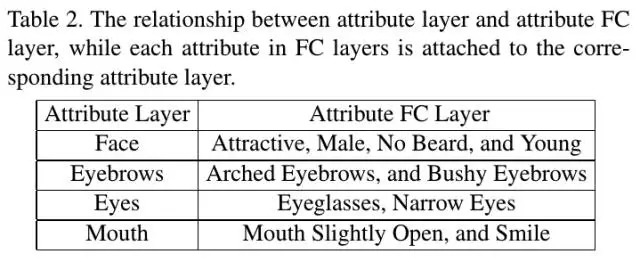 Table 2. The relationship between attribute layer and attribute FC
layer, while each attribute in FC layers is attached to the corre-
sponding attribute layer.
Attribute Layer Attribute FC Layer
Face Attractive, Male, No Beard, and Young
Eyebrows Arched Eyebrows, and Bushy Eyebrows
Eyes Eyeglasses, Narrow Eyes
Mouth Mouth Slightly Open, and Smile